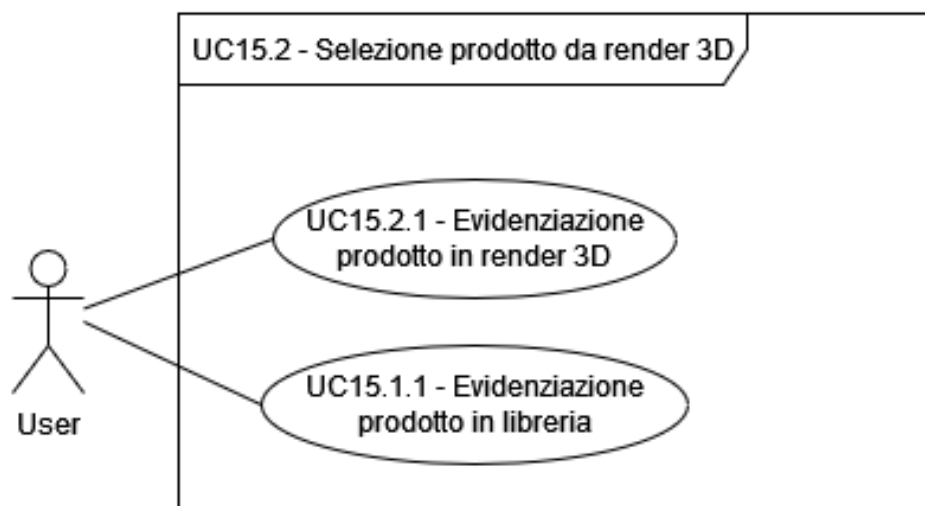 UC15.2 - Selezione prodotto da render 3D
UC15.2.1 - Evidenziazione
prodotto in render 3D
UC15.1.1 - Evidenziazione
prodotto in libreria
User